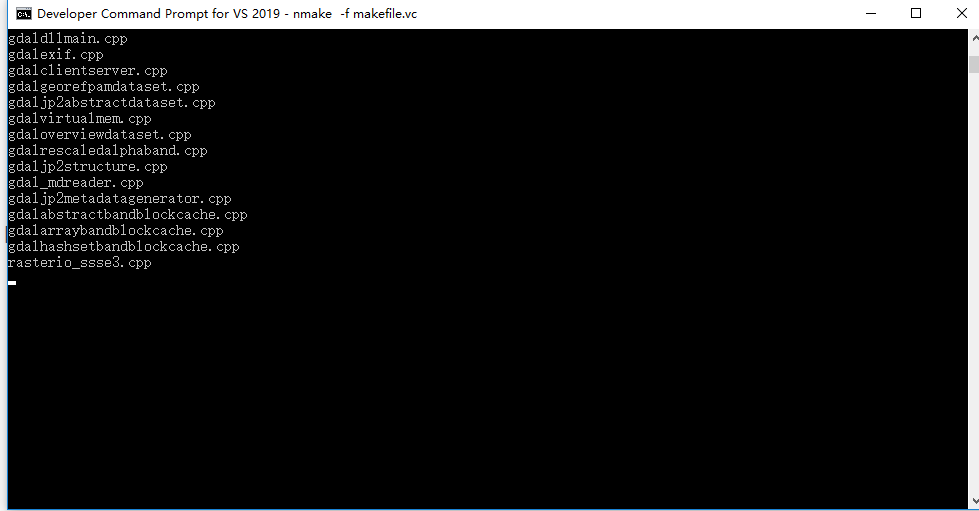 Developer Command Prompt for VS 2019 - nmake  -f makefile.vc
gdaldllmain.cpp
gdalexif.cpp
gdalclientserver.cpp
gdalgeorefpamdataset.cpp
gdaljp2abstractdataset.cpp
gdalvirtualmem.cpp
gdaloverviewdataset.cpp
gdalrescaledalphaband.cpp
gdaljp2structure.cpp
gdal_mdreader.cpp
gdaljp2metadatagenerator.cpp
gdalabstractbandblockcache.cpp
gdalarraybandblockcache.cpp
gdalhashsetbandblockcache.cpp
rasterio_ssse3.cpp